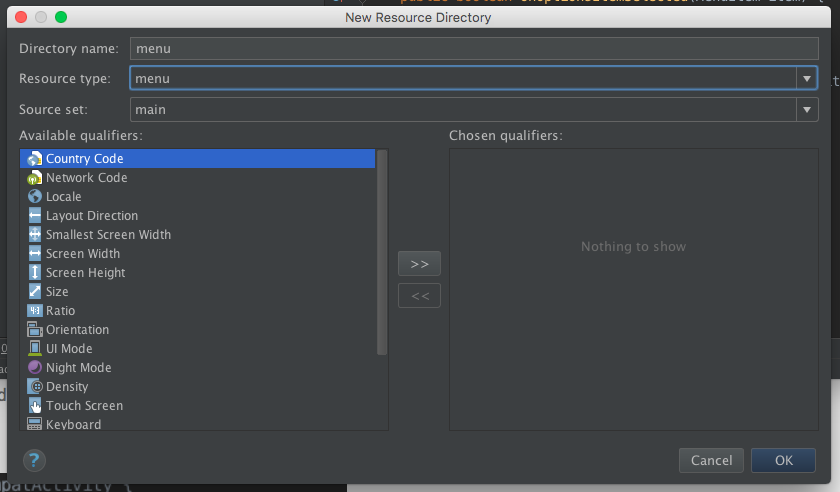 New Resource Directory
Directory name: menu
Resource type: menu
Source set: main
Available qualifiers: Chosen qualifiers:
Country Code
Network Code
Locale
Layout Direction
Smallest Screen Width
Screen Width
Screen Height
Size
Ratio
Orientation
UI Mode
Night Mode
Density
Touch Screen
Keyboard
>>
<<
Nothing to show
? Cancel OK
patActivity {